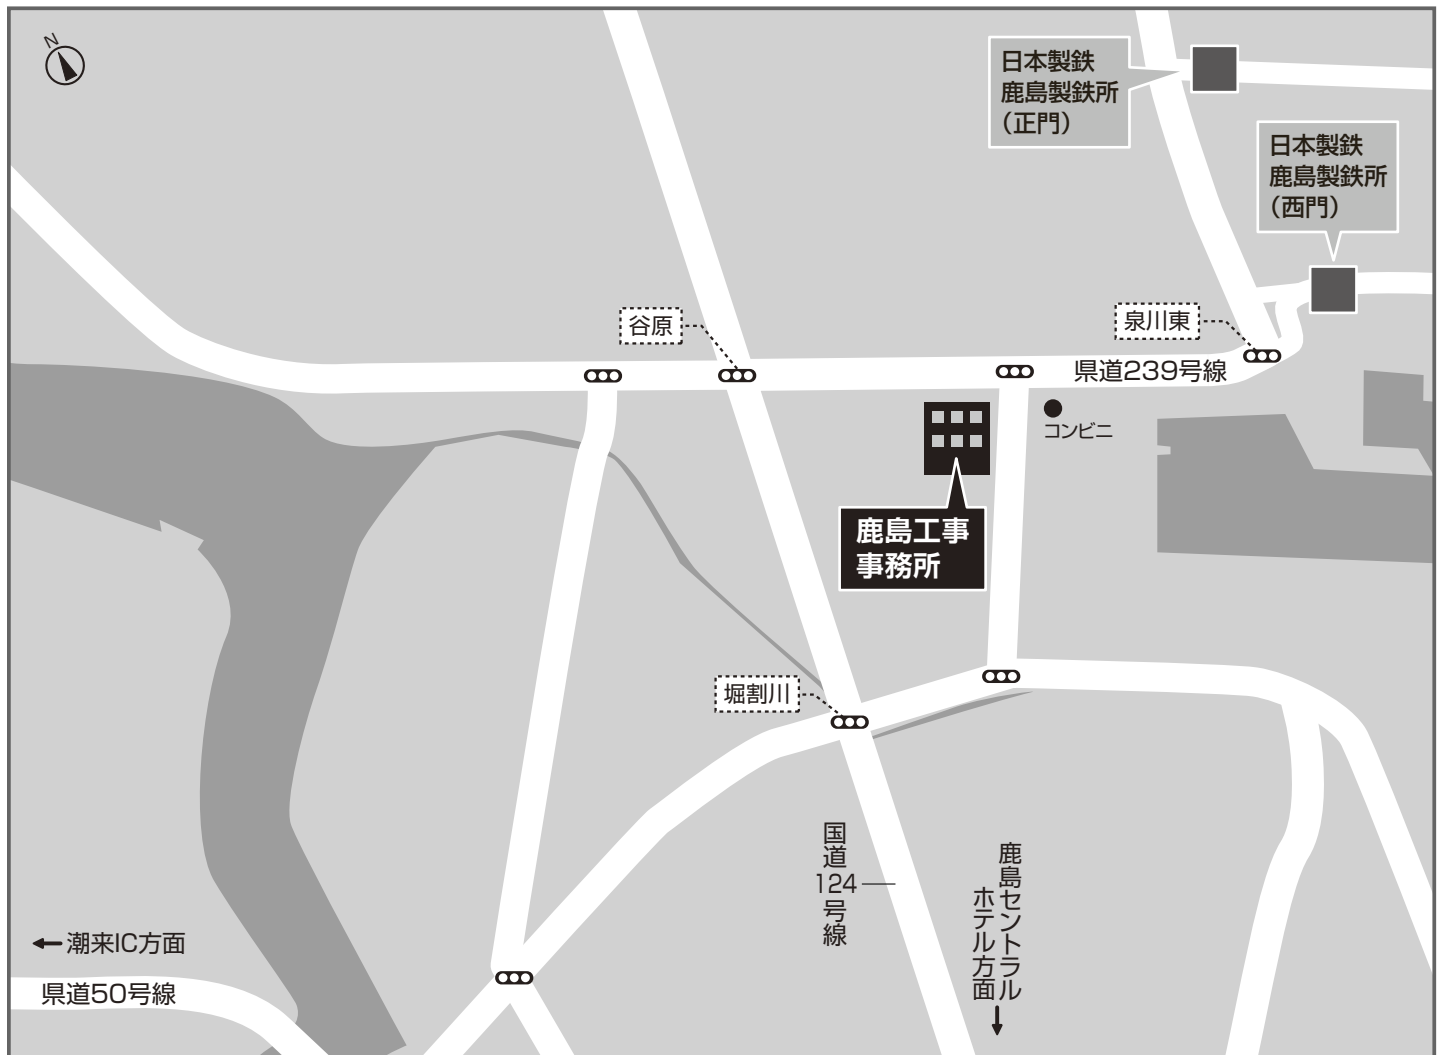 N
日本製鉄
鹿島製鉄所
（正門）
日本製鉄
鹿島製鉄所
（西門）
谷原
泉川東
県道239号線
コンビニ
鹿島工事
事務所
堀割川
国道124号線
鹿島セントラル
ホテル方面
潮来IC方面
県道50号線